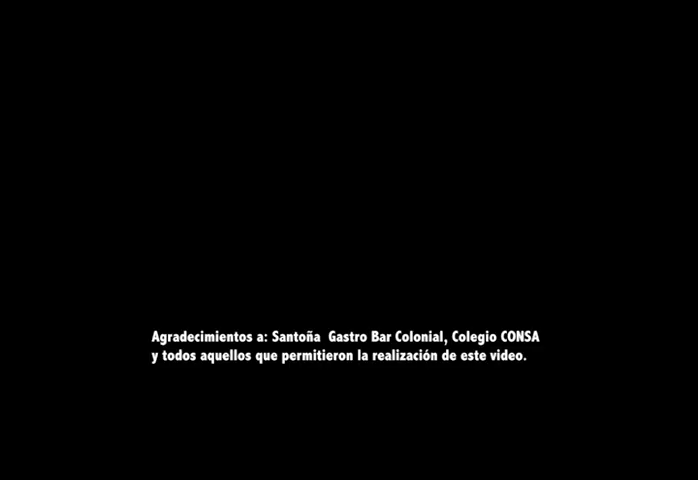 Agradecimientos a: Santoña Gastro Bar Colonial, Colegio CONSA
y todos aquellos que permitieron la realización de este video.